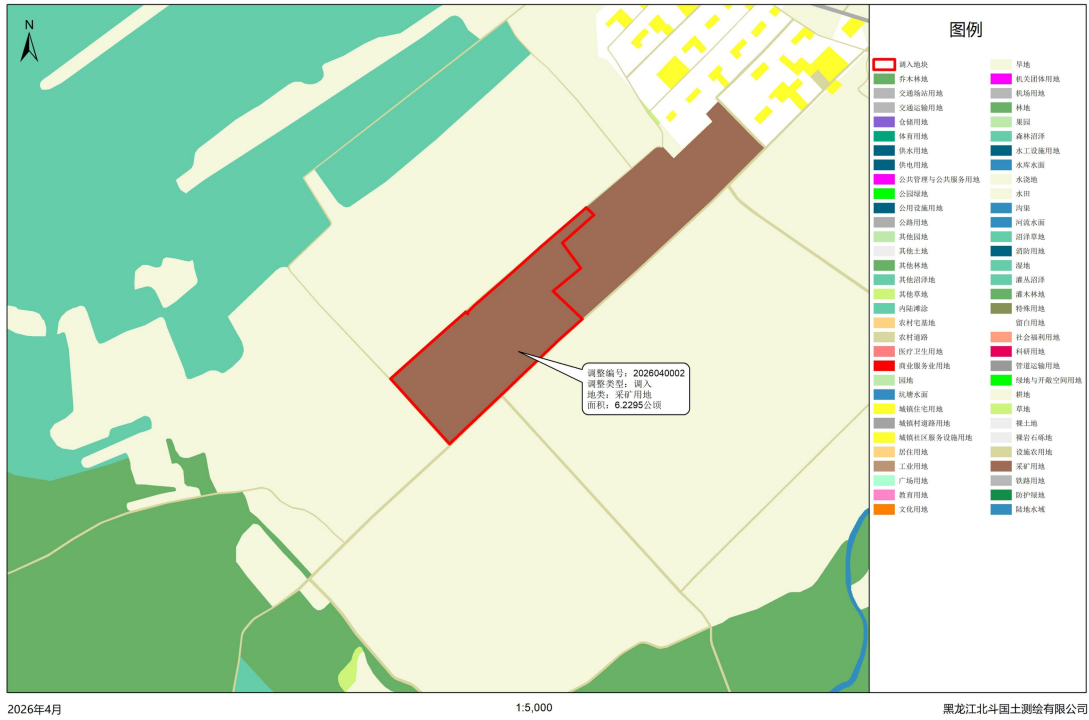 N
调整编号：2026040002
调整类型：调入
地类：采矿用地
面积：6.2295公顷
图例
调入地块
乔木林地
交通场站用地
交通运输用地
仓储用地
体育用地
供水用地
供电用地
公共管理与公共服务用地
公园绿地
公用设施用地
公路用地
其他园地
其他土地
其他林地
其他沼泽地
其他草地
内陆滩涂
农村宅基地
农村道路
医疗卫生用地
商业服务业用地
园地
坑塘水面
城镇住宅用地
城镇村道路用地
城镇社区服务设施用地
居住用地
工业用地
广场用地
教育用地
文化用地
旱地
机关团体用地
机场用地
林地
果园
森林沼泽
水工设施用地
水库水面
水浇地
水田
沟渠
河流水面
沼泽草地
消防用地
湿地
灌丛沼泽
灌木林地
特殊用地
留白用地
社会福利用地
科研用地
管道运输用地
绿地与开敞空间用地
耕地
草地
裸土地
裸岩石砾地
设施农用地
采矿用地
铁路用地
防护绿地
陆地水域
2026年4月
1:5,000
黑龙江北斗国土测绘有限公司